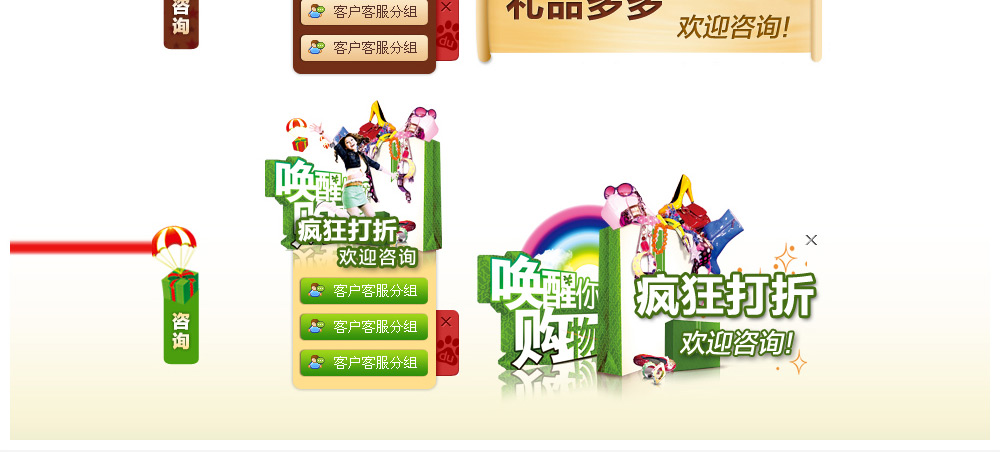 咨
询
客户客服分组
客户客服分组
礼品多多
欢迎咨询!
唤醒
购
疯狂打折
欢迎咨询
咨
询
客户客服分组
客户客服分组
客户客服分组
du
唤醒你
购物
疯狂打折
欢迎咨询!